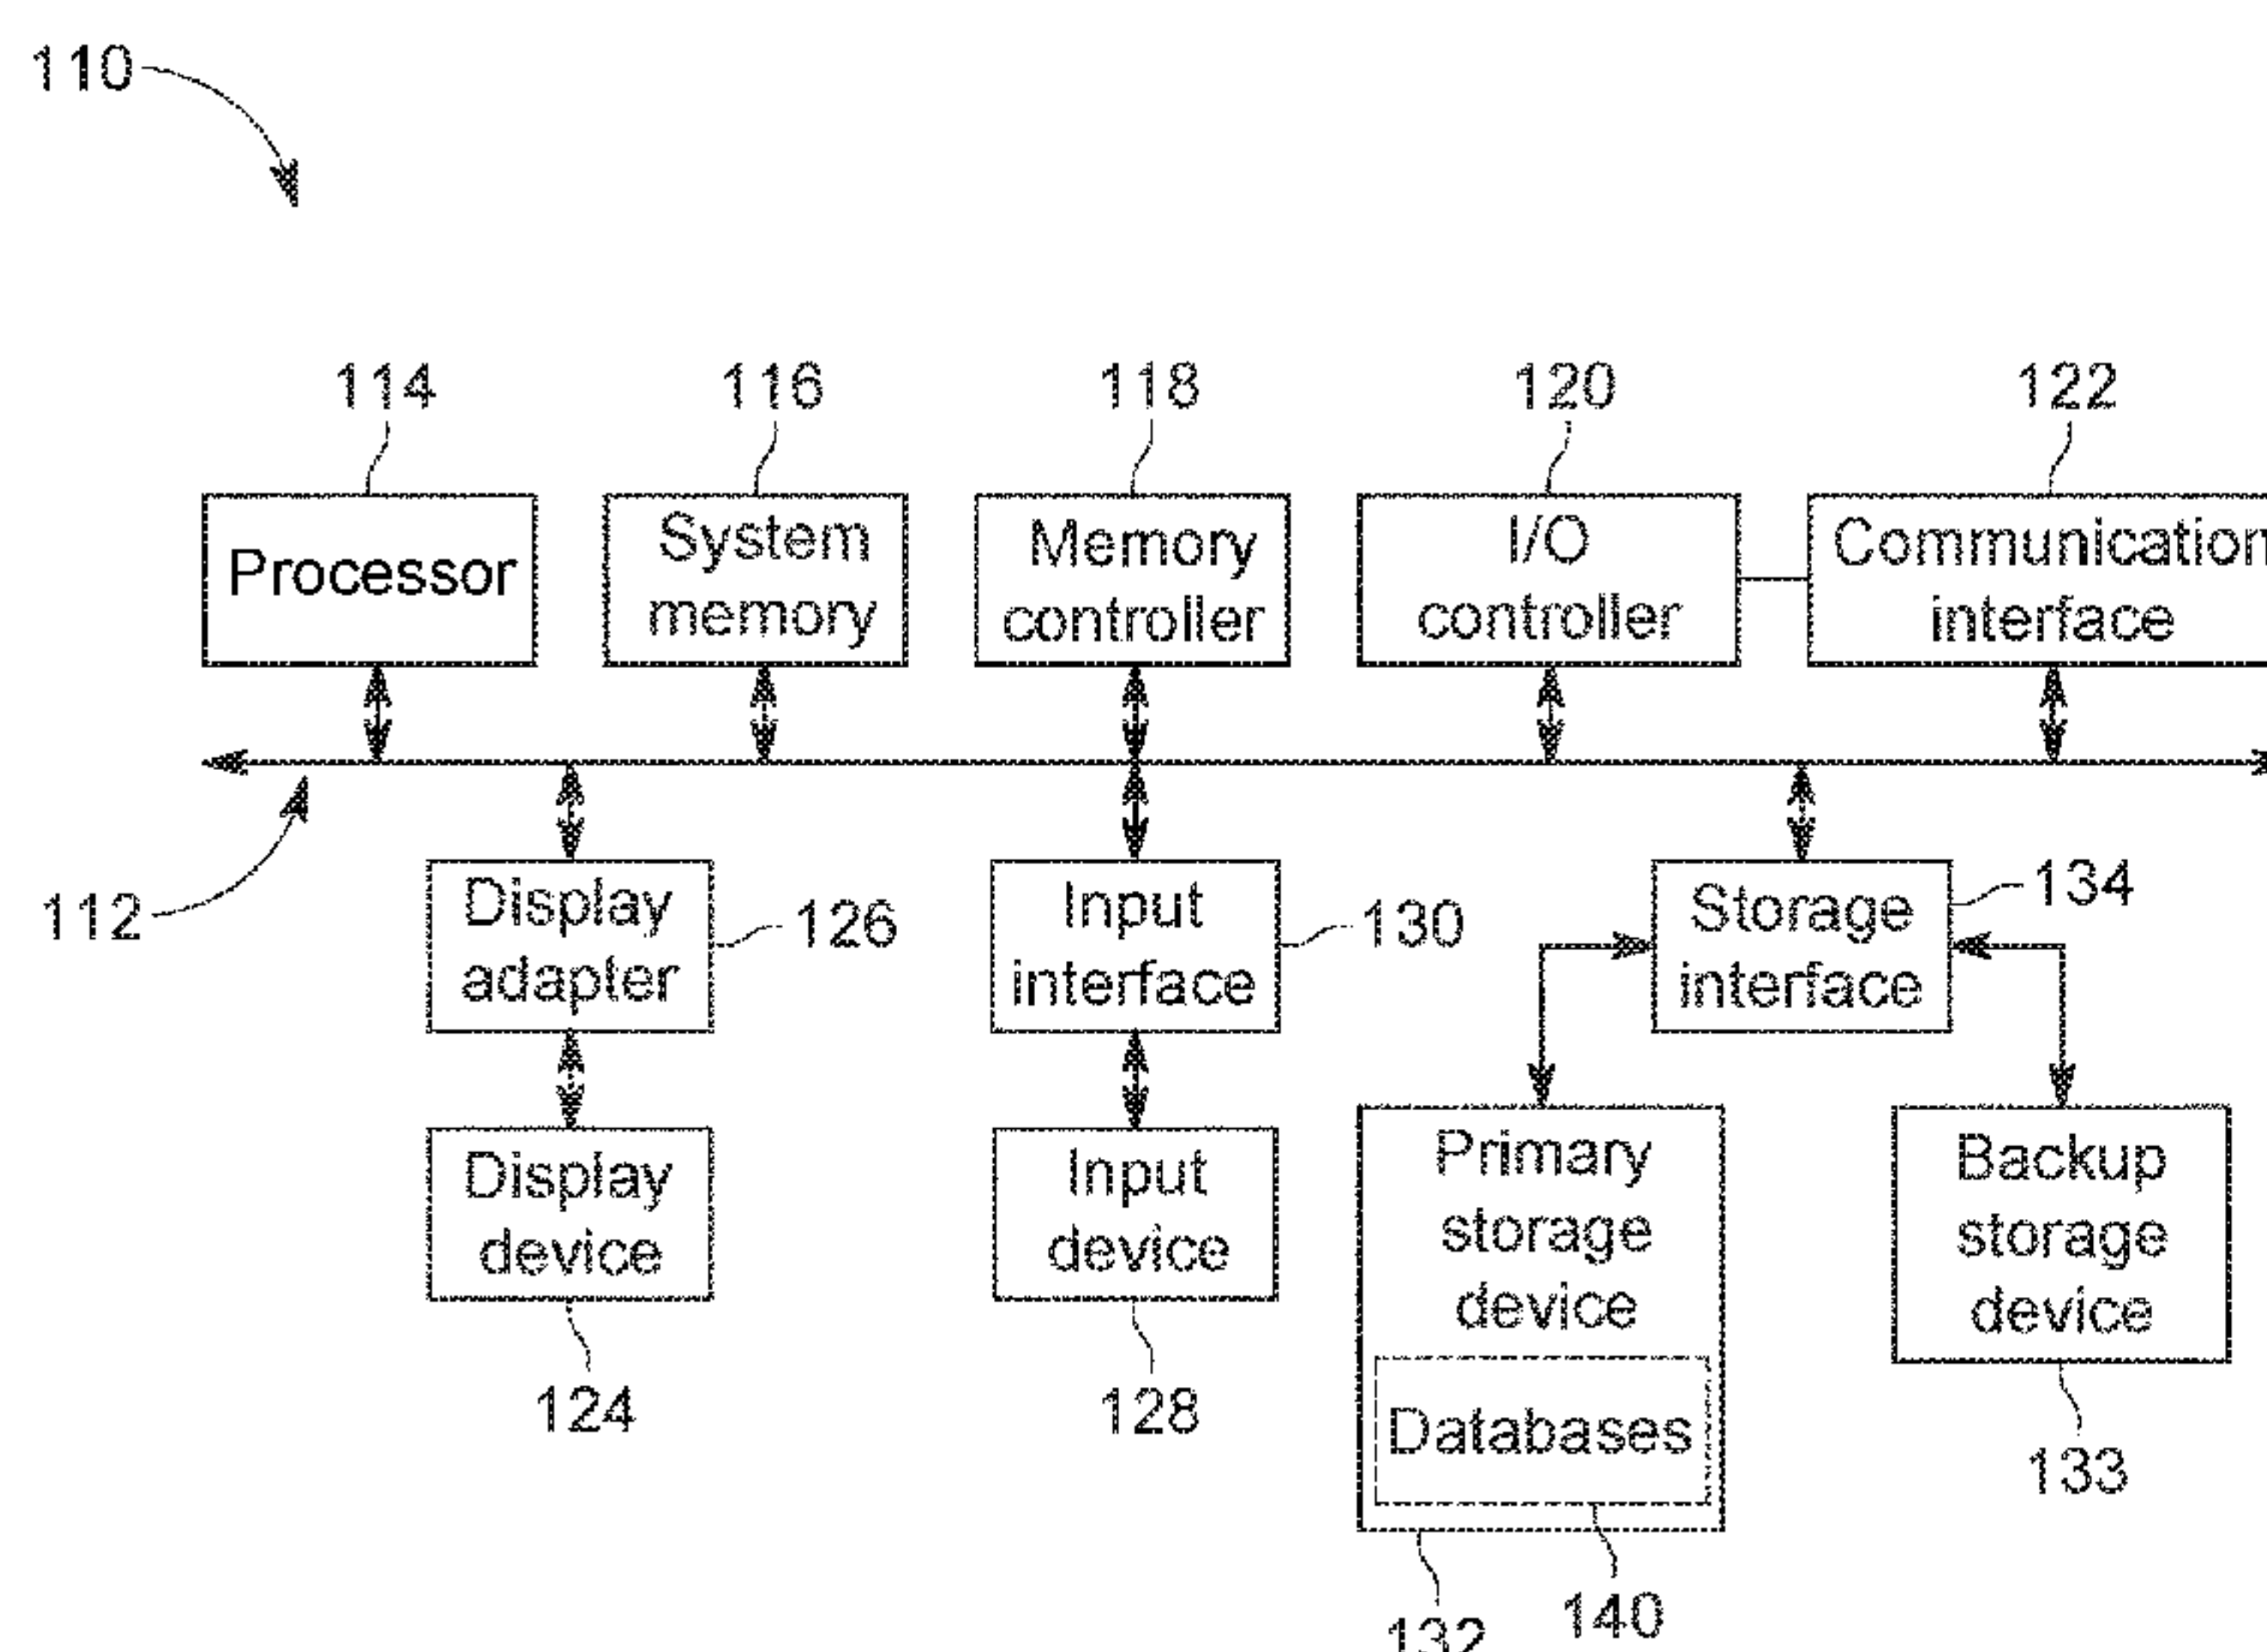 110
114
116
118
120
122
Processor
System
memory
Memory
controller
I/O
controller
Communication
interface
112
Display
adapter
126
Input
interface
130
Storage
interface
134
Display
device
Input
device
Primary
storage
device
Backup
storage
device
Databases
124
128
133
132
140